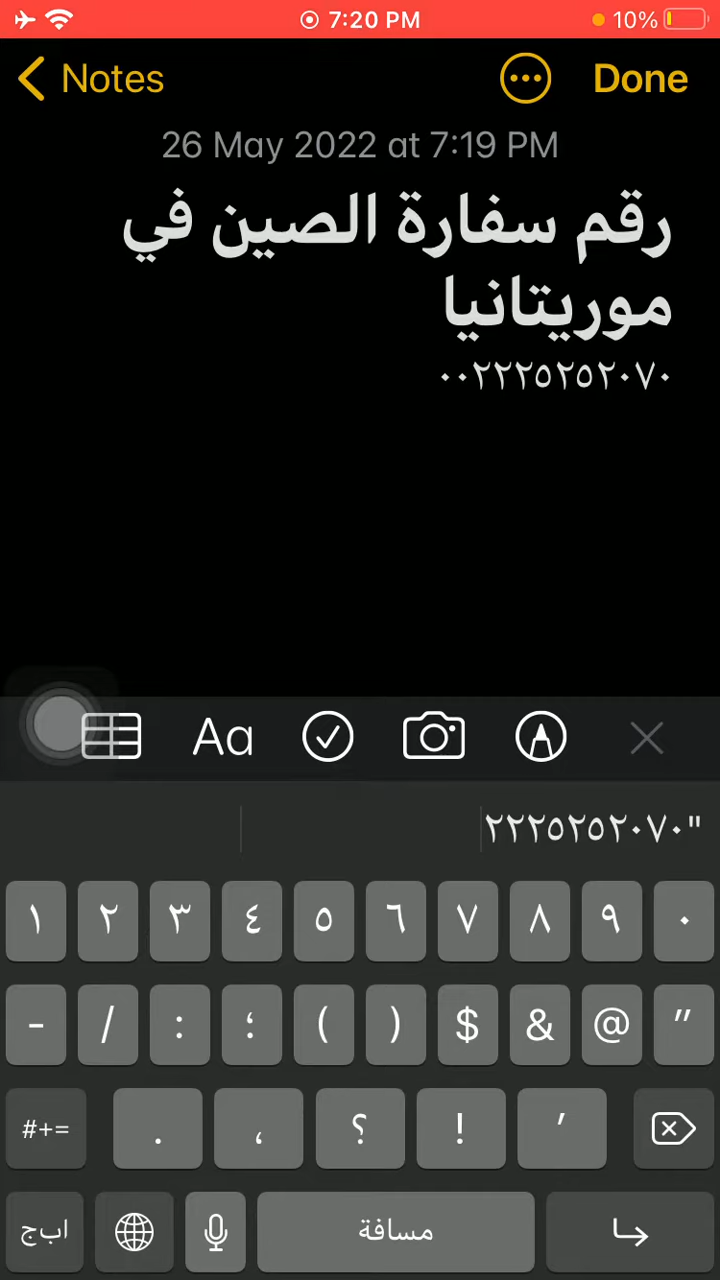 7:20 PM
10%
Notes
Done
26 May 2022 at 7:19 PM
رقم سفارة الصين في
موريتانيا
٠٠٢٢٢٥٢٥٢٠٧٠
Aa
٢٢٢٥٢٥٢٠٧٠"
١ ٢ ٣ ٤ ٥ ٦ ٧ ٨ ٩ ٠
- / : ؛ ( ) $ & @ "
#+= . ، ؟ ! '
اب‌ج مسافة